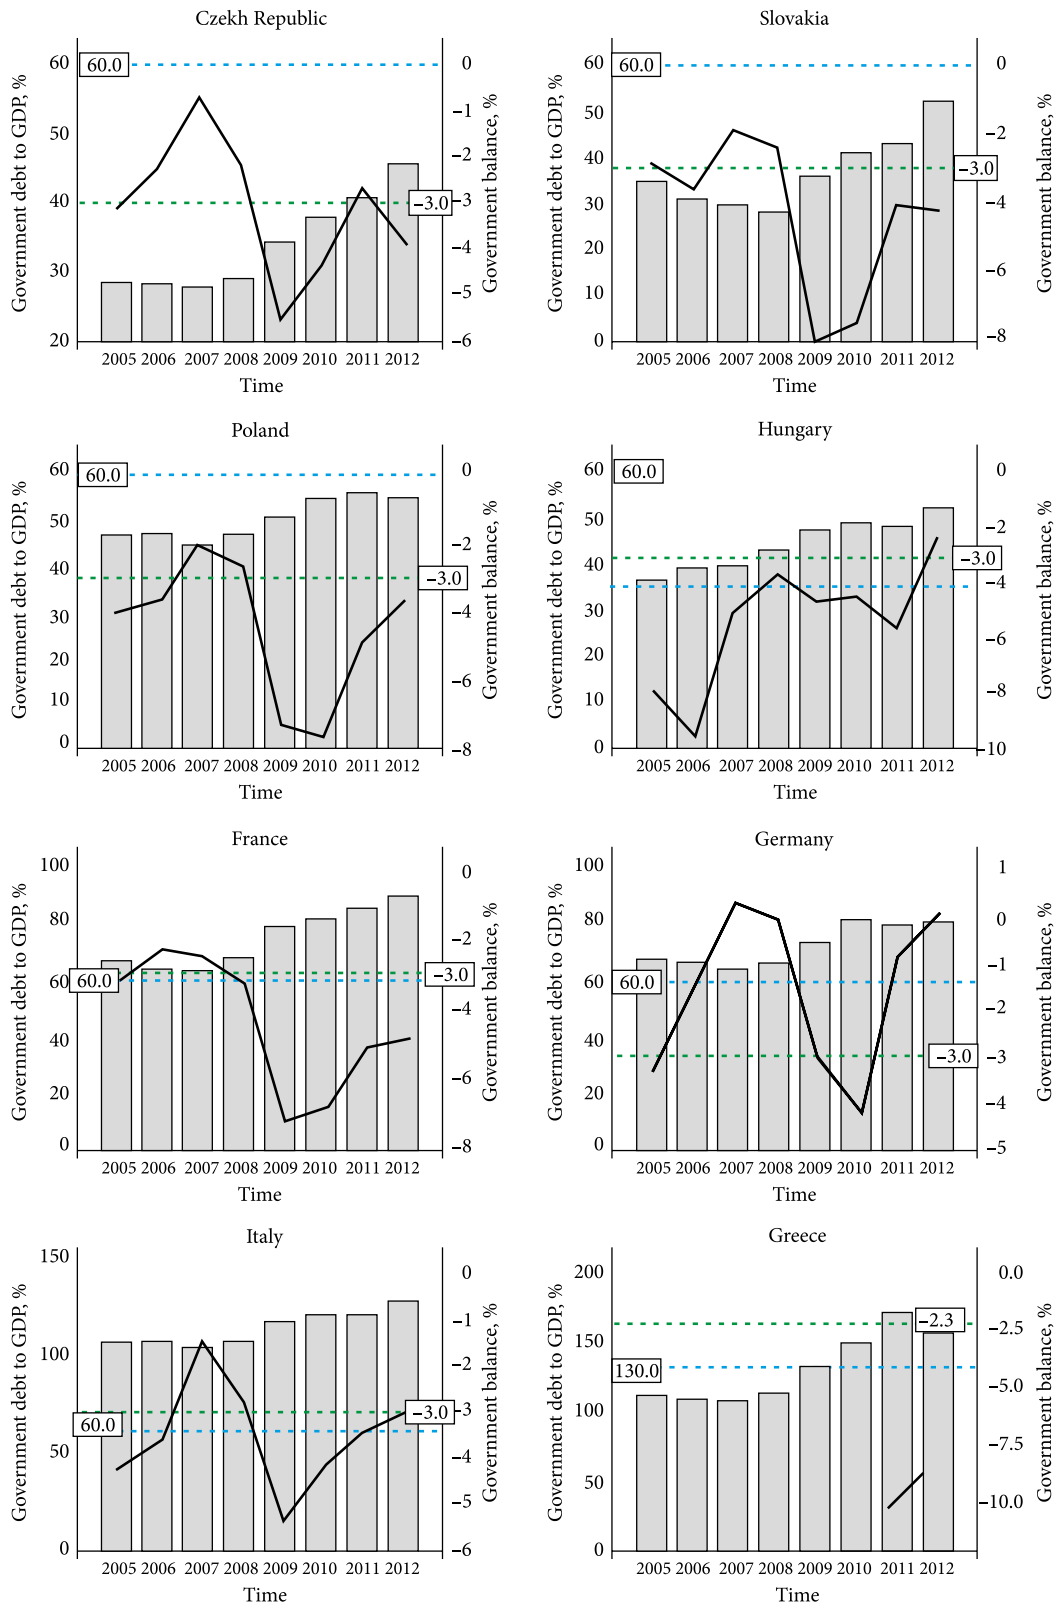 Czekh Republic
Government debt to GDP, %
60
50
40
30
20
60.0
–3.0
0
–1
–2
–3
–4
–5
–6
Government balance, %
2005 2006 2007 2008 2009 2010 2011 2012
Time
Slovakia
Government debt to GDP, %
60
50
40
30
20
10
0
60.0
–3.0
0
–2
–4
–6
–8
Government balance, %
2005 2006 2007 2008 2009 2010 2011 2012
Time
Poland
Government debt to GDP, %
60
50
40
30
20
10
0
60.0
–3.0
0
–2
–4
–6
–8
Government balance, %
2005 2006 2007 2008 2009 2010 2011 2012
Time
Hungary
Government debt to GDP, %
60
50
40
30
20
10
0
60.0
–3.0
0
–2
–4
–6
–8
–10
Government balance, %
2005 2006 2007 2008 2009 2010 2011 2012
Time
France
Government debt to GDP, %
100
80
60
40
20
0
60.0
–3.0
0
–2
–4
–6
–8
Government balance, %
2005 2006 2007 2008 2009 2010 2011 2012
Time
Germany
Government debt to GDP, %
100
80
60
40
20
0
60.0
–3.0
1
0
–1
–2
–3
–4
–5
Government balance, %
2005 2006 2007 2008 2009 2010 2011 2012
Time
Italy
Government debt to GDP, %
150
100
50
0
60.0
–3.0
0
–1
–2
–3
–4
–5
–6
Government balance, %
2005 2006 2007 2008 2009 2010 2011 2012
Time
Greece
Government debt to GDP, %
200
150
100
50
0
130.0
–2.3
0.0
–2.5
–5.0
–7.5
–10.0
Government balance, %
2005 2006 2007 2008 2009 2010 2011 2012
Time